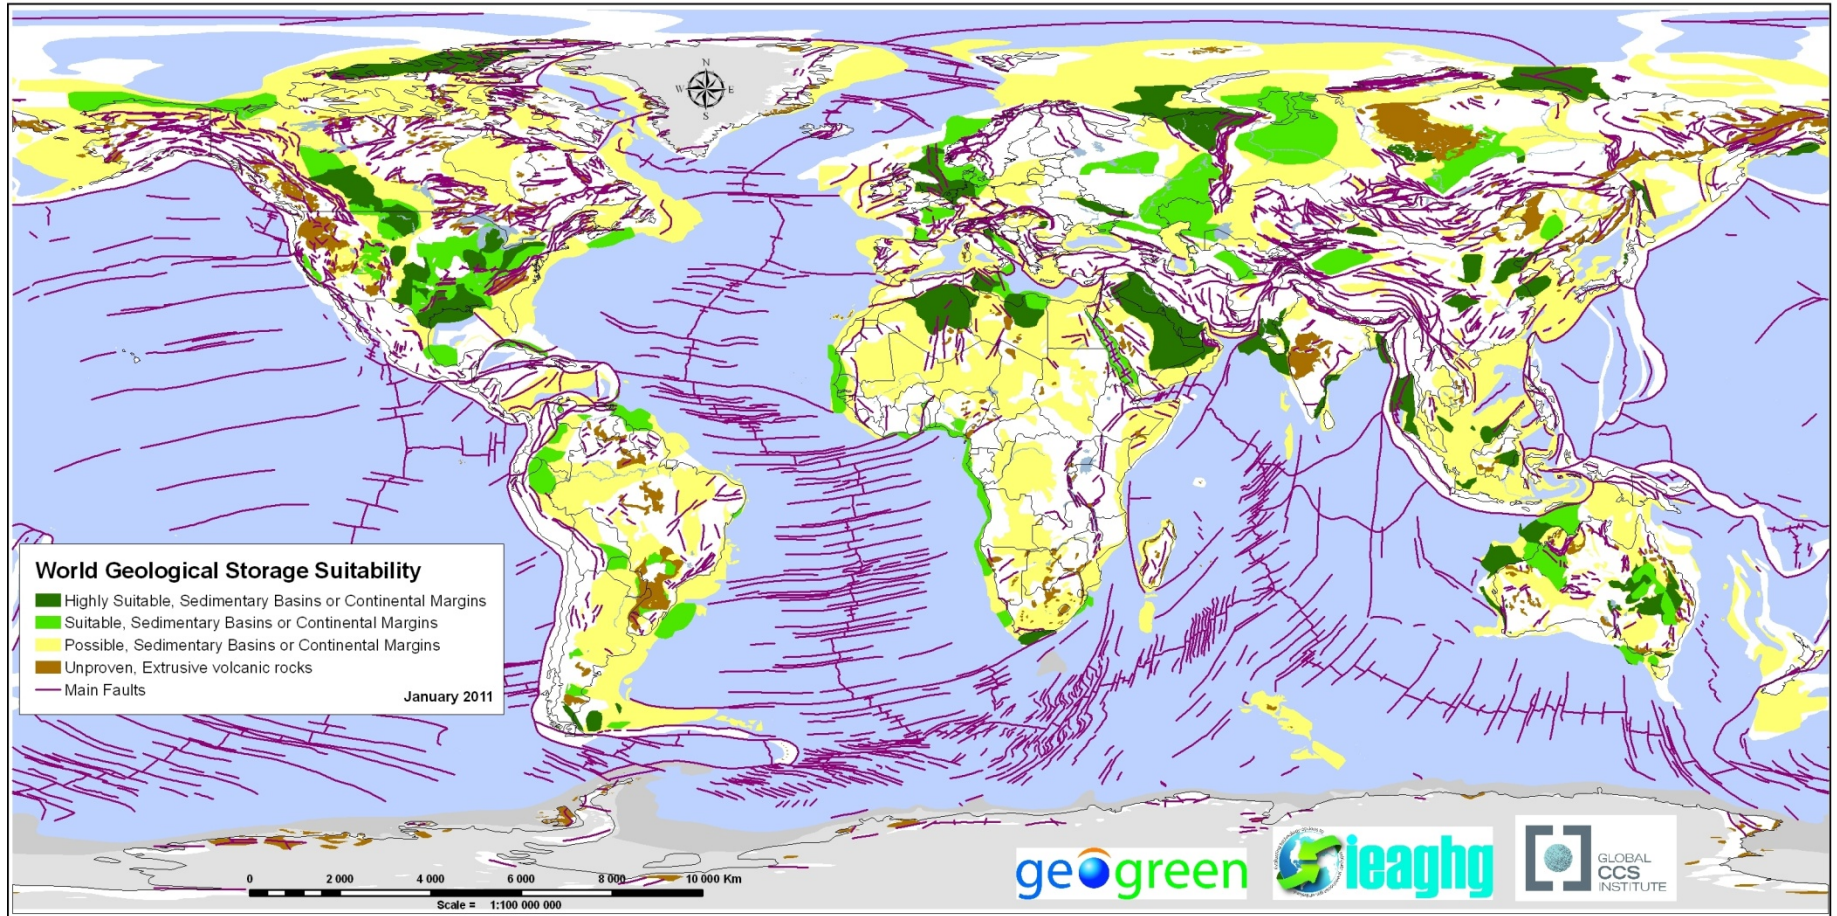 N
W E
S
World Geological Storage Suitability
Highly Suitable, Sedimentary Basins or Continental Margins
Suitable, Sedimentary Basins or Continental Margins
Possible, Sedimentary Basins or Continental Margins
Unproven, Extrusive volcanic rocks
Main Faults
January 2011
0 2 000 4 000 6 000 8 000 10 000 Km
Scale = 1:100 000 000
geogreen
ieaghg
GLOBAL
CCS
INSTITUTE